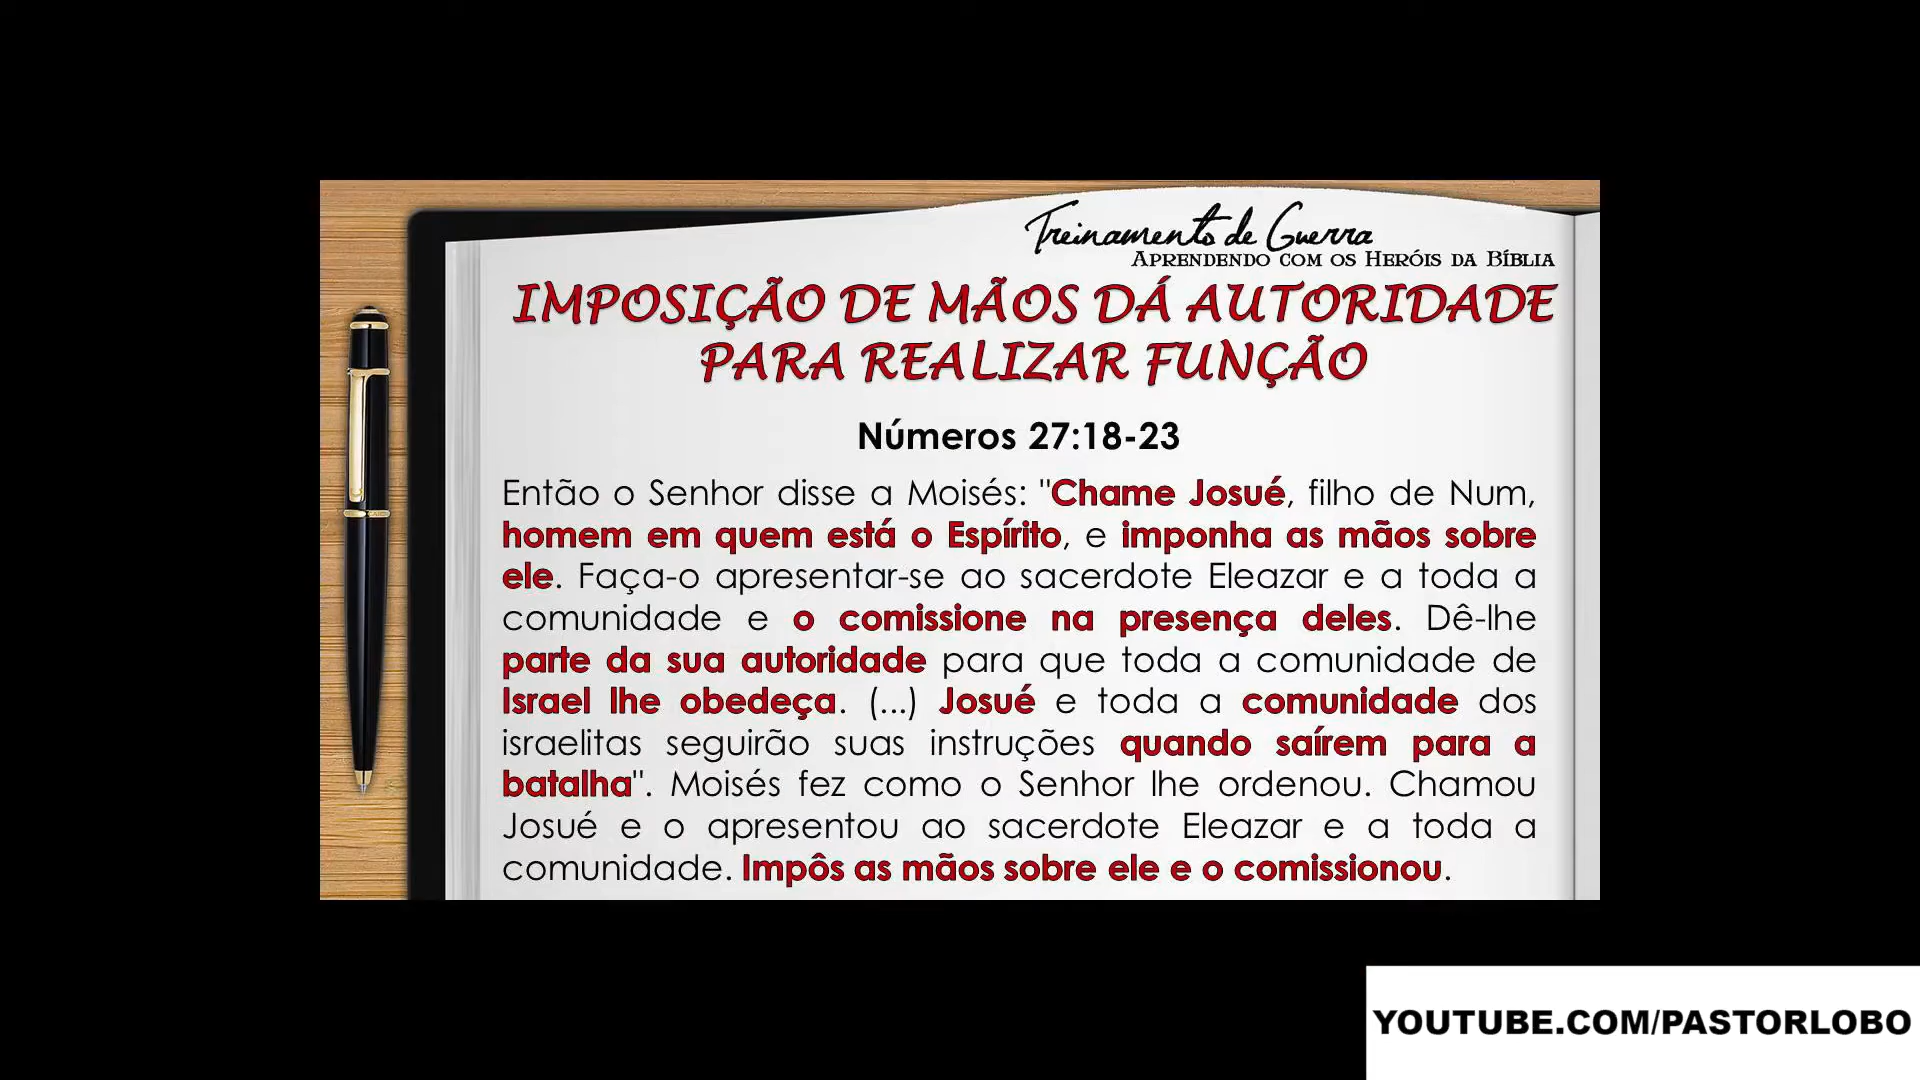 Treinamento de Guerra
Aprendendo com os Heróis da Bíblia
IMPOSIÇÃO DE MÃOS DÁ AUTORIDADE
PARA REALIZAR FUNÇÃO
Números 27:18-23
Então o Senhor disse a Moisés: "Chame Josué, filho de Num,
homem em quem está o Espírito, e imponha as mãos sobre
ele. Faça-o apresentar-se ao sacerdote Eleazar e a toda a
comunidade e o comissione na presença deles. Dê-lhe
parte da sua autoridade para que toda a comunidade de
Israel lhe obedeça. (...) Josué e toda a comunidade dos
israelitas seguirão suas instruções quando saírem para a
batalha". Moisés fez como o Senhor lhe ordenou. Chamou
Josué e o apresentou ao sacerdote Eleazar e a toda a
comunidade. Impôs as mãos sobre ele e o comissionou.
YOUTUBE.COM/PASTORLOBO